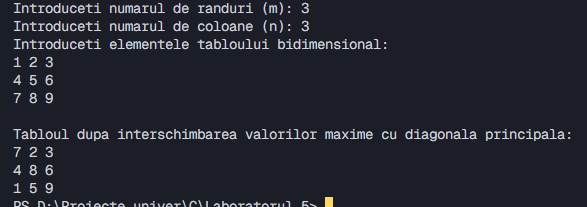 Introduceti numarul de randuri (m): 3
Introduceti numarul de coloane (n): 3
Introduceti elementele tabloului bidimensional:
1 2 3
4 5 6
7 8 9
Tabloul dupa interschimbarea valorilor maxime cu diagonala principala:
7 2 3
4 8 6
1 5 9
PS D:\Proiecte univer\C\Laboratorul 5>